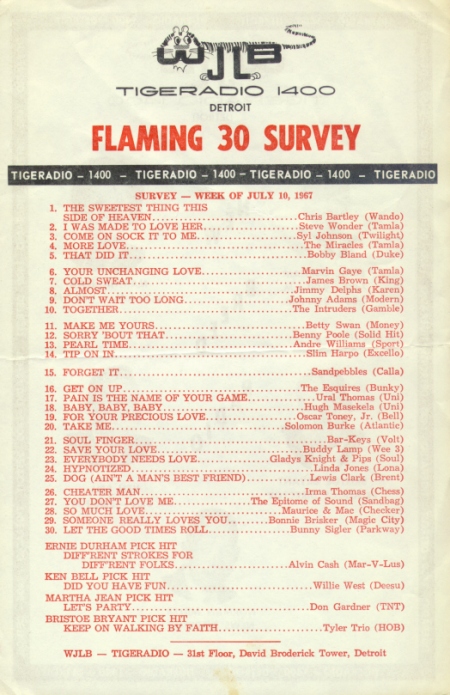 WJLB
TIGERADIO 1400
DETROIT
FLAMING 30 SURVEY
TIGERADIO – 1400 – TIGERADIO – 1400 – TIGERADIO – 1400 – TIGERADIO
SURVEY — WEEK OF JULY 10, 1967
1. THE SWEETEST THING THIS
SIDE OF HEAVEN..............................Chris Bartley (Wando)
2. I WAS MADE TO LOVE HER......................Steve Wonder (Tamla)
3. COME ON SOCK IT TO ME.......................Syl Johnson (Twilight)
4. MORE LOVE...................................The Miracles (Tamla)
5. THAT DID IT.................................Bobby Bland (Duke)
6. YOUR UNCHANGING LOVE........................Marvin Gaye (Tamla)
7. COLD SWEAT..................................James Brown (King)
8. ALMOST......................................Jimmy Delphs (Karen)
9. DON'T WAIT TOO LONG.........................Johnny Adams (Modern)
10. TOGETHER...................................The Intruders (Gamble)
11. MAKE ME YOURS..............................Betty Swan (Money)
12. SORRY 'BOUT THAT...........................Benny Poole (Solid Hit)
13. PEARL TIME.................................Andre Williams (Sport)
14. TIP ON IN..................................Slim Harpo (Excello)
15. FORGET IT..................................Sandpebbles (Calla)
16. GET ON UP..................................The Esquires (Bunky)
17. PAIN IS THE NAME OF YOUR GAME..............Ural Thomas (Uni)
18. BABY, BABY, BABY...........................Hugh Masekela (Uni)
19. FOR YOUR PRECIOUS LOVE.....................Oscar Toney, Jr. (Bell)
20. TAKE ME....................................Solomon Burke (Atlantic)
21. SOUL FINGER................................Bar-Keys (Volt)
22. SAVE YOUR LOVE.............................Buddy Lamp (Wee 3)
23. EVERYBODY NEEDS LOVE.......................Gladys Knight & Pips (Soul)
24. HYPNOTIZED.................................Linda Jones (Lona)
25. DOG (AIN'T A MAN'S BEST FRIEND)............Lewis Clark (Brent)
26. CHEATER MAN................................Irma Thomas (Chess)
27. YOU DON'T LOVE ME..........................The Epitome of Sound (Sandbag)
28. SO MUCH LOVE...............................Maurice & Mac (Checker)
29. SOMEONE REALLY LOVES YOU...................Bonnie Brisker (Magic City)
30. LET THE GOOD TIMES ROLL....................Bunny Sigler (Parkway)
ERNIE DURHAM PICK HIT
DIFF'RENT STROKES FOR
DIFF'RENT FOLKS................................Alvin Cash (Mar-V-Lus)
KEN BELL PICK HIT
DID YOU HAVE FUN...............................Willie West (Deesu)
MARTHA JEAN PICK HIT
LET'S PARTY....................................Don Gardner (TNT)
BRISTOE BRYANT PICK HIT
KEEP ON WALKING BY FAITH.......................Tyler Trio (HOB)
WJLB — TIGERADIO — 31st Floor, David Broderick Tower, Detroit